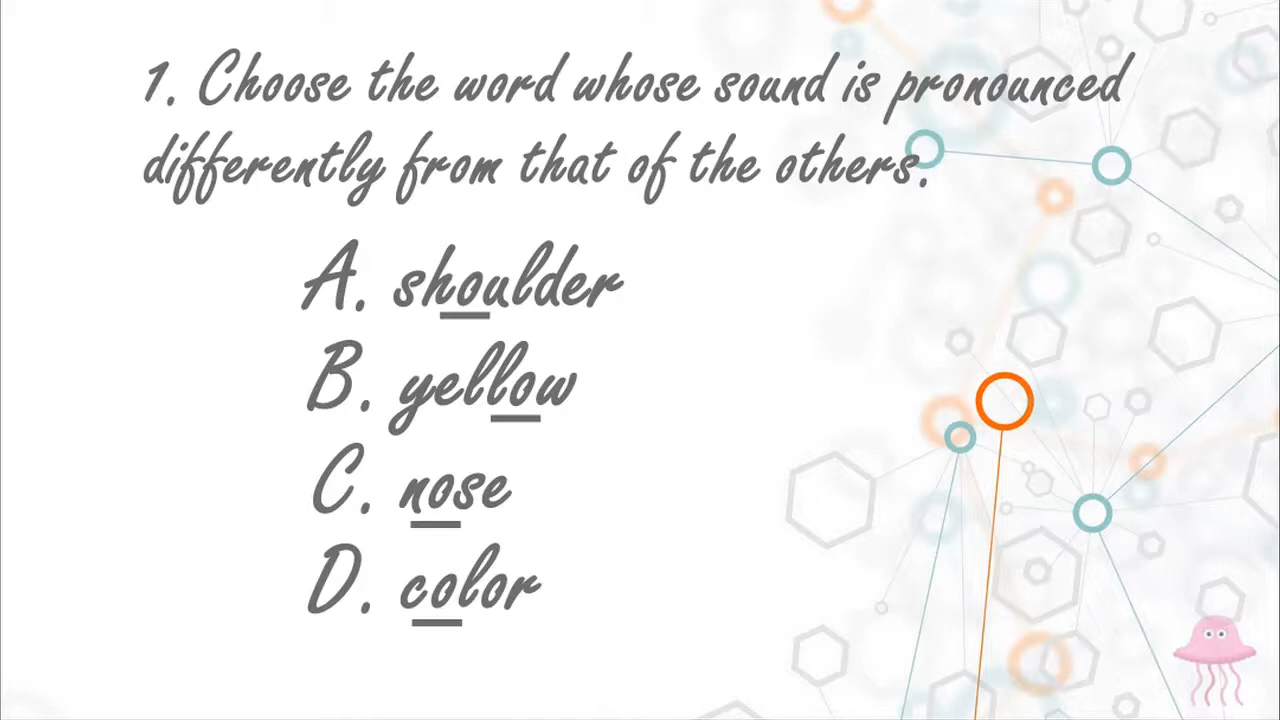 1. Choose the word whose sound is pronounced
differently from that of the others.
A. shoulder
B. yellow
C. nose
D. color